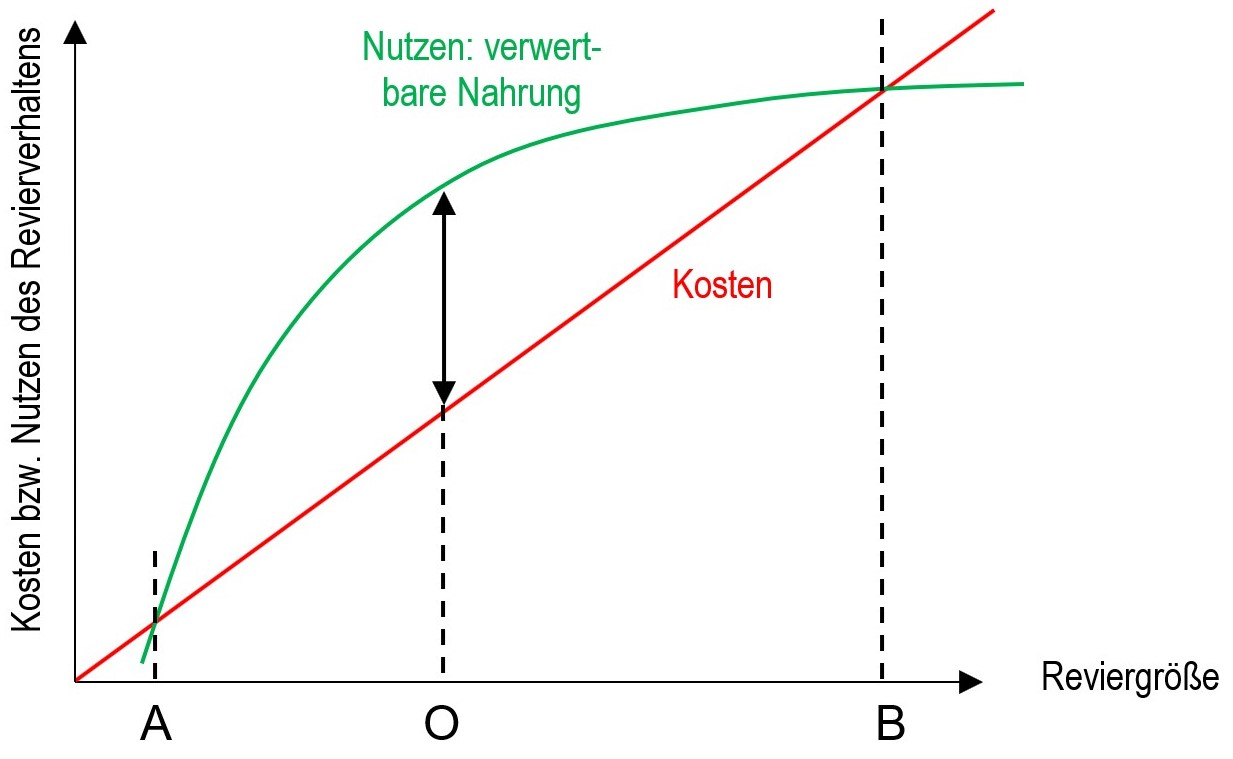 Kosten bzw. Nutzen des Revierverhaltens
Nutzen: verwert-
bare Nahrung
Kosten
Reviergröße
A
O
B